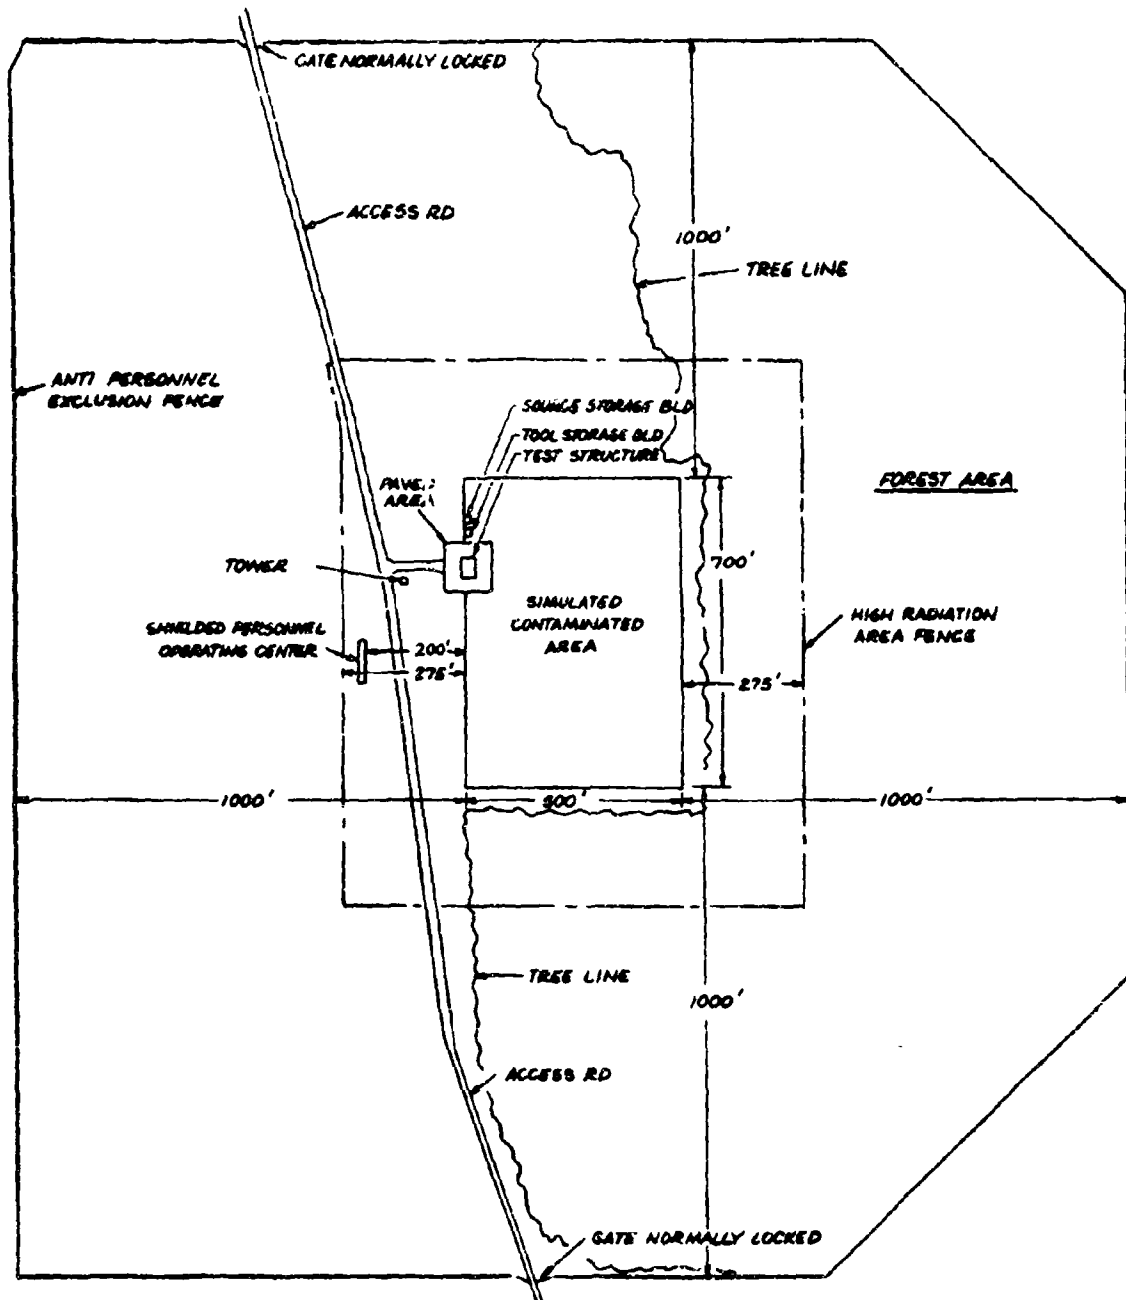 GATE NORMALLY LOCKED
ACCESS RD
1000'
TREE LINE
ANTI PERSONNEL
EXCLUSION FENCE
SOURCE STORAGE BLD
TOOL STORAGE BLD
TEST STRUCTURE
PAVED
AREA
FOREST AREA
TOWER
700'
SIMULATED
CONTAMINATED
AREA
SHIELDED PERSONNEL
OPERATING CENTER
HIGH RADIATION
AREA FENCE
200'
275'
275'
1000'
500'
1000'
TREE LINE
1000'
ACCESS RD
GATE NORMALLY LOCKED